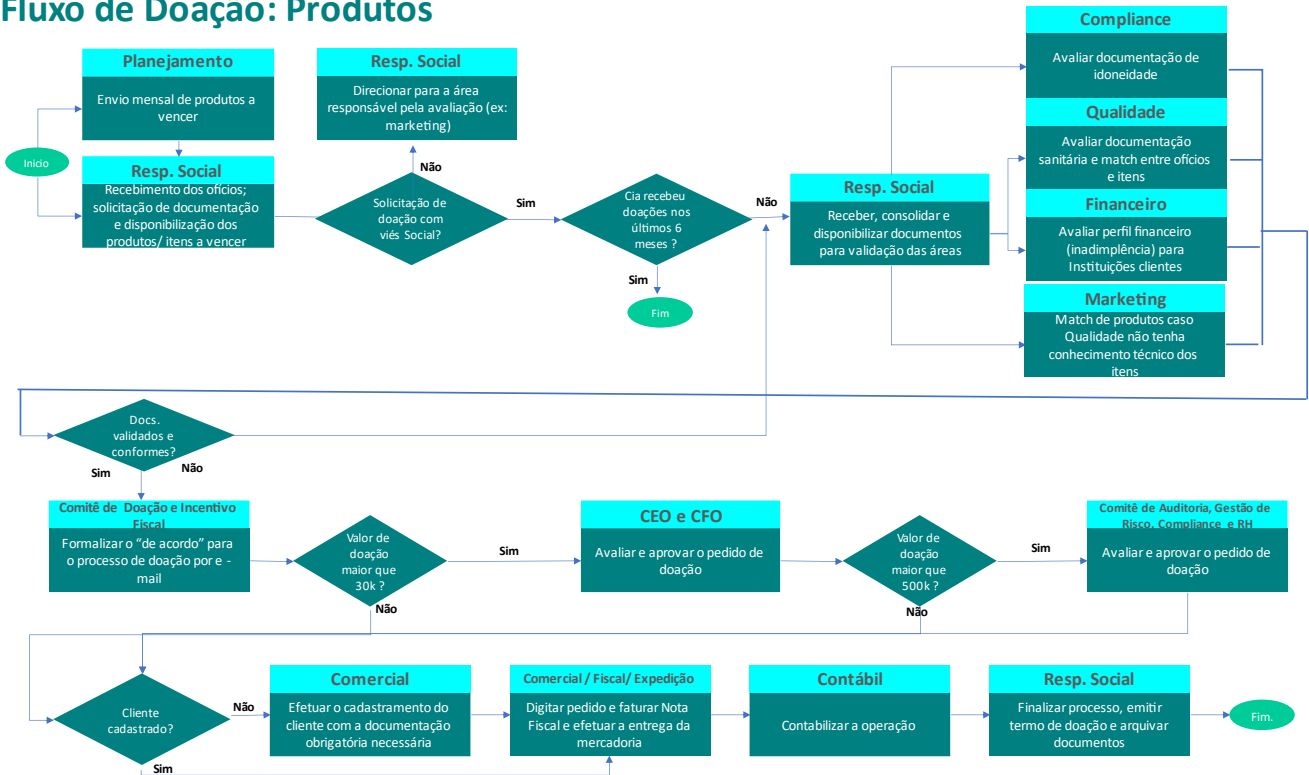 Fluxo de Doação: Produtos
Compliance
Avaliar documentação de
idoneidade
Planejamento
Envio mensal de produtos a
vencer
Resp. Social
Direcionar para a área
responsável pela avaliação (ex:
marketing)
Qualidade
Avaliar documentação
sanitária e match entre ofícios
e itens
Inicio
Resp. Social
Recebimento dos ofícios;
solicitação de documentação
e disponibilização dos
produtos/ itens a vencer
Não
Solicitação de
doação com
viés Social?
Sim
Cia recebeu
doações nos
últimos 6
meses ?
Não
Sim
Fim
Resp. Social
Receber, consolidar e
disponibilizar documentos
para validação das áreas
Financeiro
Avaliar perfil financeiro
(inadimplência) para
Instituições clientes
Marketing
Match de produtos caso
Qualidade não tenha
conhecimento técnico dos
itens
Docs.
validados e
conformes?
Sim
Não
Comitê de Doação e Incentivo
Fiscal
Formalizar o “de acordo” para
o processo de doação por e -
mail
Valor de
doação
maior que
30k ?
Sim
Não
CEO e CFO
Avaliar e aprovar o pedido de
doação
Valor de
doação
maior que
500k ?
Sim
Não
Comitê de Auditoria, Gestão de
Risco, Compliance e RH
Avaliar e aprovar o pedido de
doação
Cliente
cadastrado?
Não
Sim
Comercial
Efetuar o cadastramento do
cliente com a documentação
obrigatória necessária
Comercial / Fiscal/ Expedição
Digitar pedido e faturar Nota
Fiscal e efetuar a entrega da
mercadoria
Contábil
Contabilizar a operação
Resp. Social
Finalizar processo, emitir
termo de doação e arquivar
documentos
Fim.